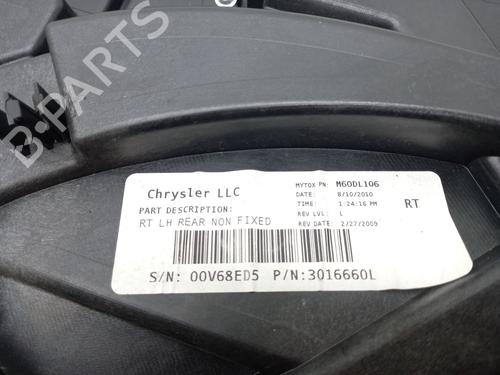 B-PARTS
Chrysler LLC
MYTOX PN: M60DL106
DATE: 8/10/2010
PART DESCRIPTION:
TIME: 1:24:16 PM
RT
RT LH REAR NON FIXED
REV LVL: L
REV DATE: 2/27/2009
S/N: 00V68ED5 P/N:3016660L